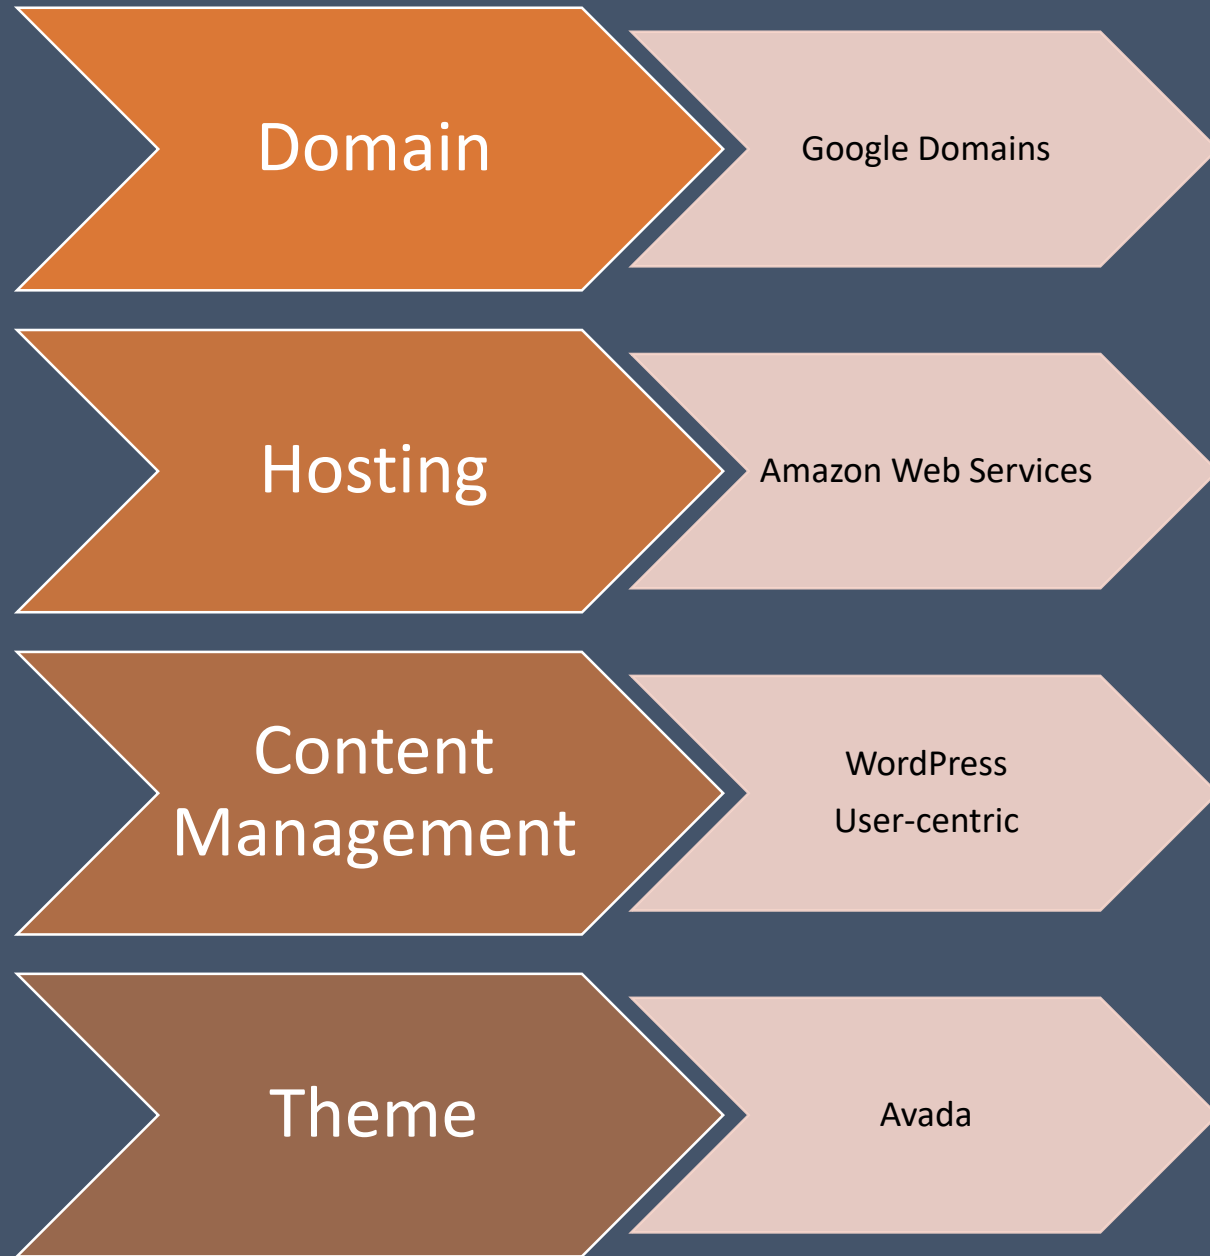 Domain
Google Domains
Hosting
Amazon Web Services
Content
Management
WordPress
User-centric
Theme
Avada